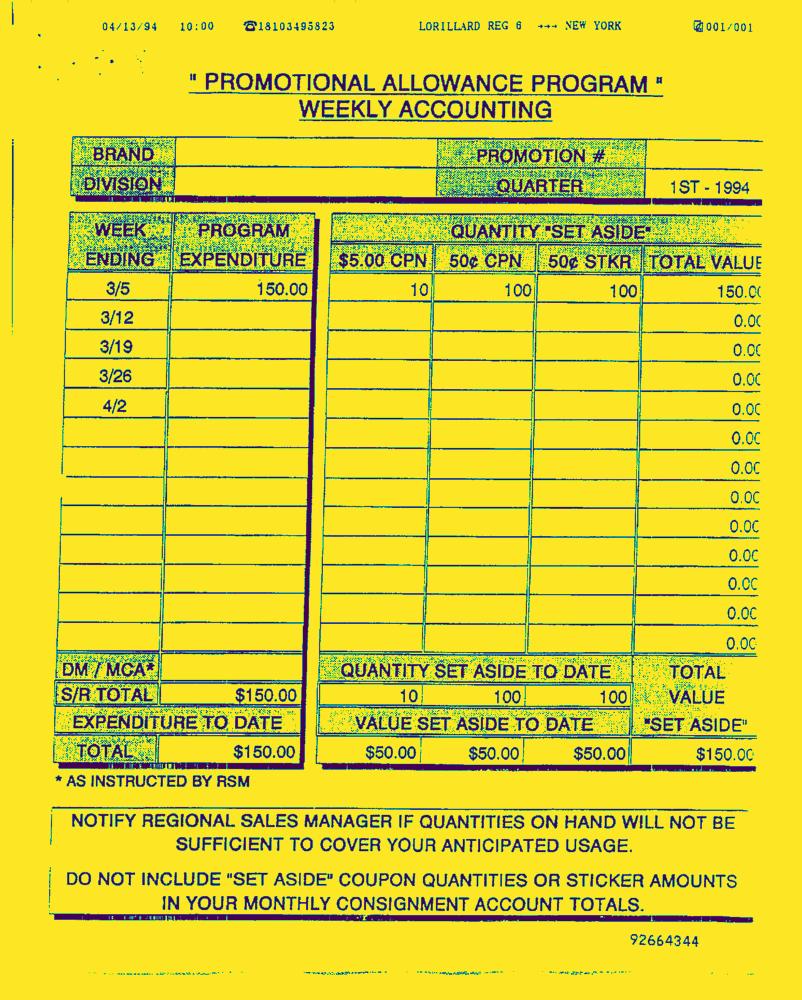 04/13/94 10:00 ☎18103495823 LORILLARD REG 6 →→→ NEW YORK 001/001
" PROMOTIONAL ALLOWANCE PROGRAM "
WEEKLY ACCOUNTING
BRAND PROMOTION #
DIVISION QUARTER 1ST - 1994
WEEK PROGRAM QUANTITY "SET ASIDE"
ENDING EXPENDITURE $5.00 CPN 50¢ CPN 50¢ STKR TOTAL VALUE
3/5 150.00 10 100 100 150.00
3/12 0.00
3/19 0.00
3/26 0.00
4/2 0.00
0.00
0.00
0.00
0.00
0.00
0.00
0.00
0.00
DM / MCA* QUANTITY SET ASIDE TO DATE TOTAL
S/R TOTAL $150.00 10 100 100 VALUE
EXPENDITURE TO DATE VALUE SET ASIDE TO DATE "SET ASIDE"
TOTAL $150.00 $50.00 $50.00 $50.00 $150.00
* AS INSTRUCTED BY RSM
NOTIFY REGIONAL SALES MANAGER IF QUANTITIES ON HAND WILL NOT BE
SUFFICIENT TO COVER YOUR ANTICIPATED USAGE.
DO NOT INCLUDE "SET ASIDE" COUPON QUANTITIES OR STICKER AMOUNTS
IN YOUR MONTHLY CONSIGNMENT ACCOUNT TOTALS.
92664344